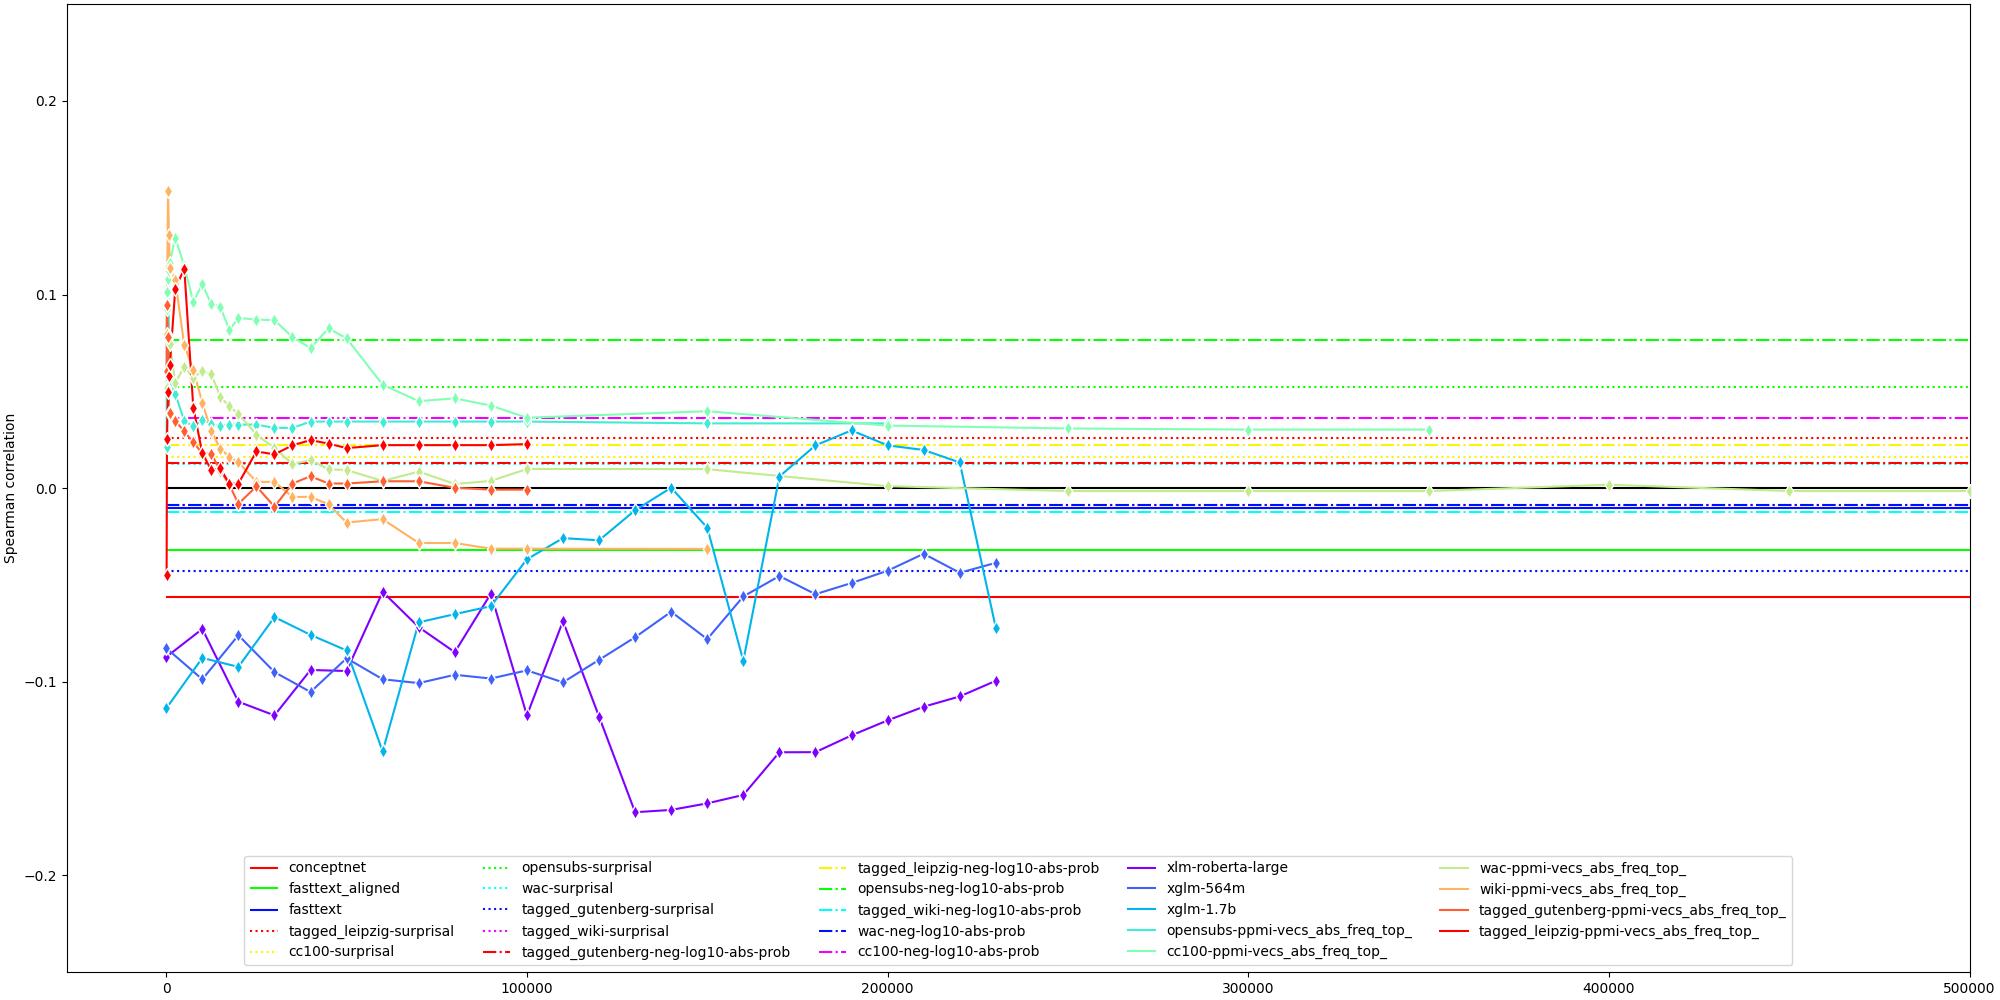 0.2
0.1
0.0
−0.1
−0.2
Spearman correlation
0
100000
200000
300000
400000
500000
conceptnet
fasttext_aligned
fasttext
tagged_leipzig-surprisal
cc100-surprisal
opensubs-surprisal
wac-surprisal
tagged_gutenberg-surprisal
tagged_wiki-surprisal
tagged_gutenberg-neg-log10-abs-prob
tagged_leipzig-neg-log10-abs-prob
opensubs-neg-log10-abs-prob
tagged_wiki-neg-log10-abs-prob
wac-neg-log10-abs-prob
cc100-neg-log10-abs-prob
xlm-roberta-large
xglm-564m
xglm-1.7b
opensubs-ppmi-vecs_abs_freq_top_
cc100-ppmi-vecs_abs_freq_top_
wac-ppmi-vecs_abs_freq_top_
wiki-ppmi-vecs_abs_freq_top_
tagged_gutenberg-ppmi-vecs_abs_freq_top_
tagged_leipzig-ppmi-vecs_abs_freq_top_